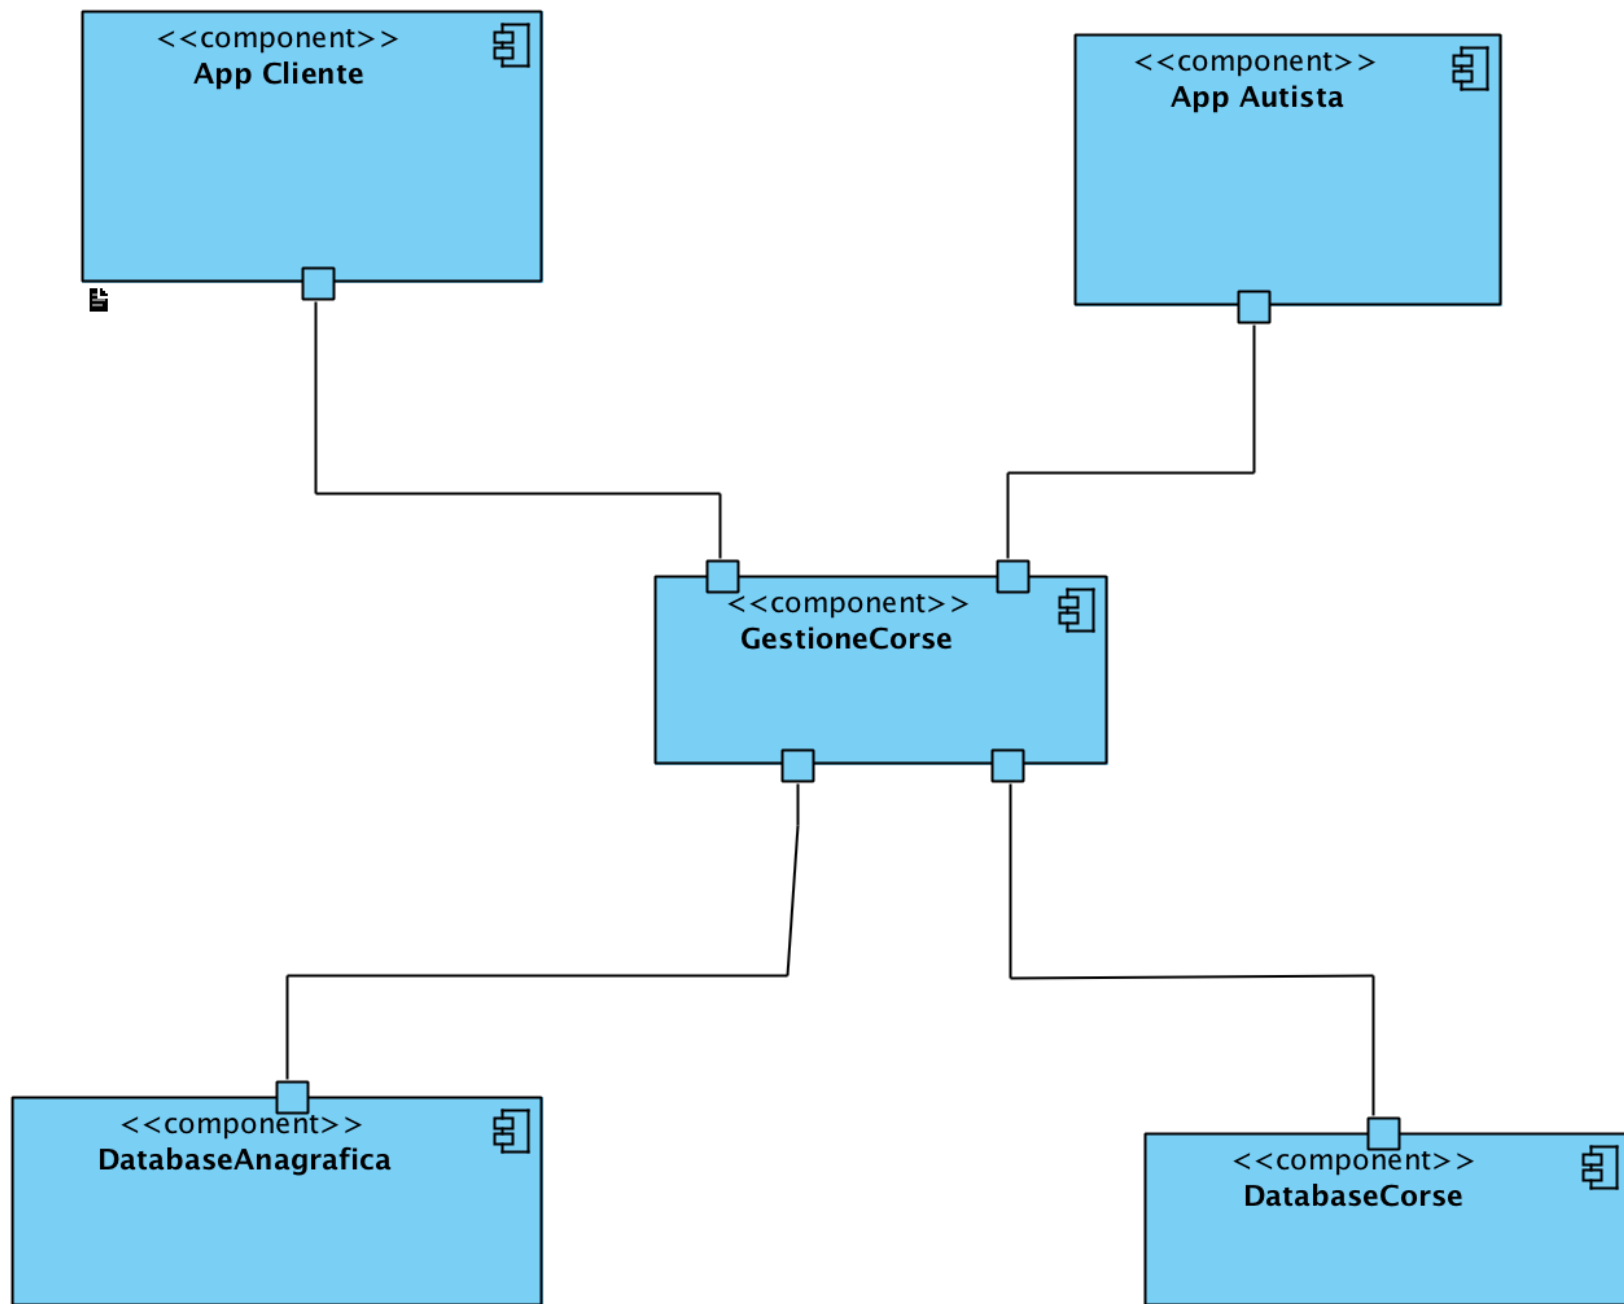 <<component>>
App Cliente
<<component>>
App Autista
<<component>>
GestioneCorse
<<component>>
DatabaseAnagrafica
<<component>>
DatabaseCorse